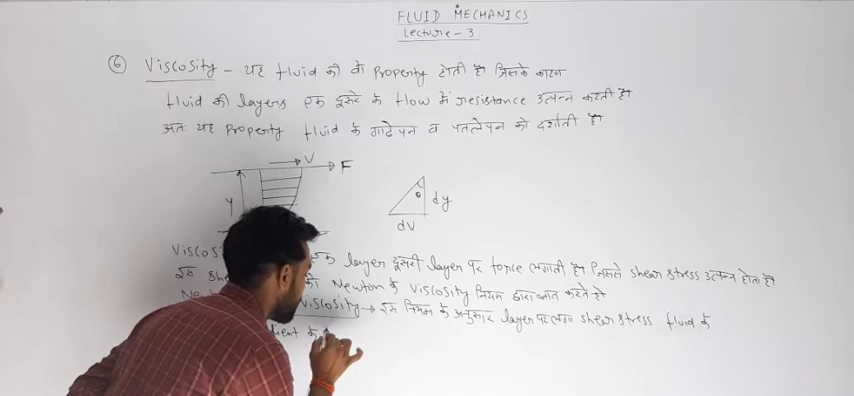 FLUID MECHANICS
Lecture - 3
⑥ Viscosity - यह fluid की वो Property होती है जिसके कारण
fluid की layers एक दूसरे के flow में resistance उत्पन्न करती है
अतः यह Property fluid के गाढेपन व पतलेपन को दर्शाती है
V
F
y
θ
dy
dV
layer दूसरी layer पर force लगाती है। जिससे shear stress उत्पन्न होता है
इस Newton के Viscosity नियम द्वारा ज्ञात करते है
Viscosity → इस नियम के अनुसार layer पर लगा shear stress fluid के
के